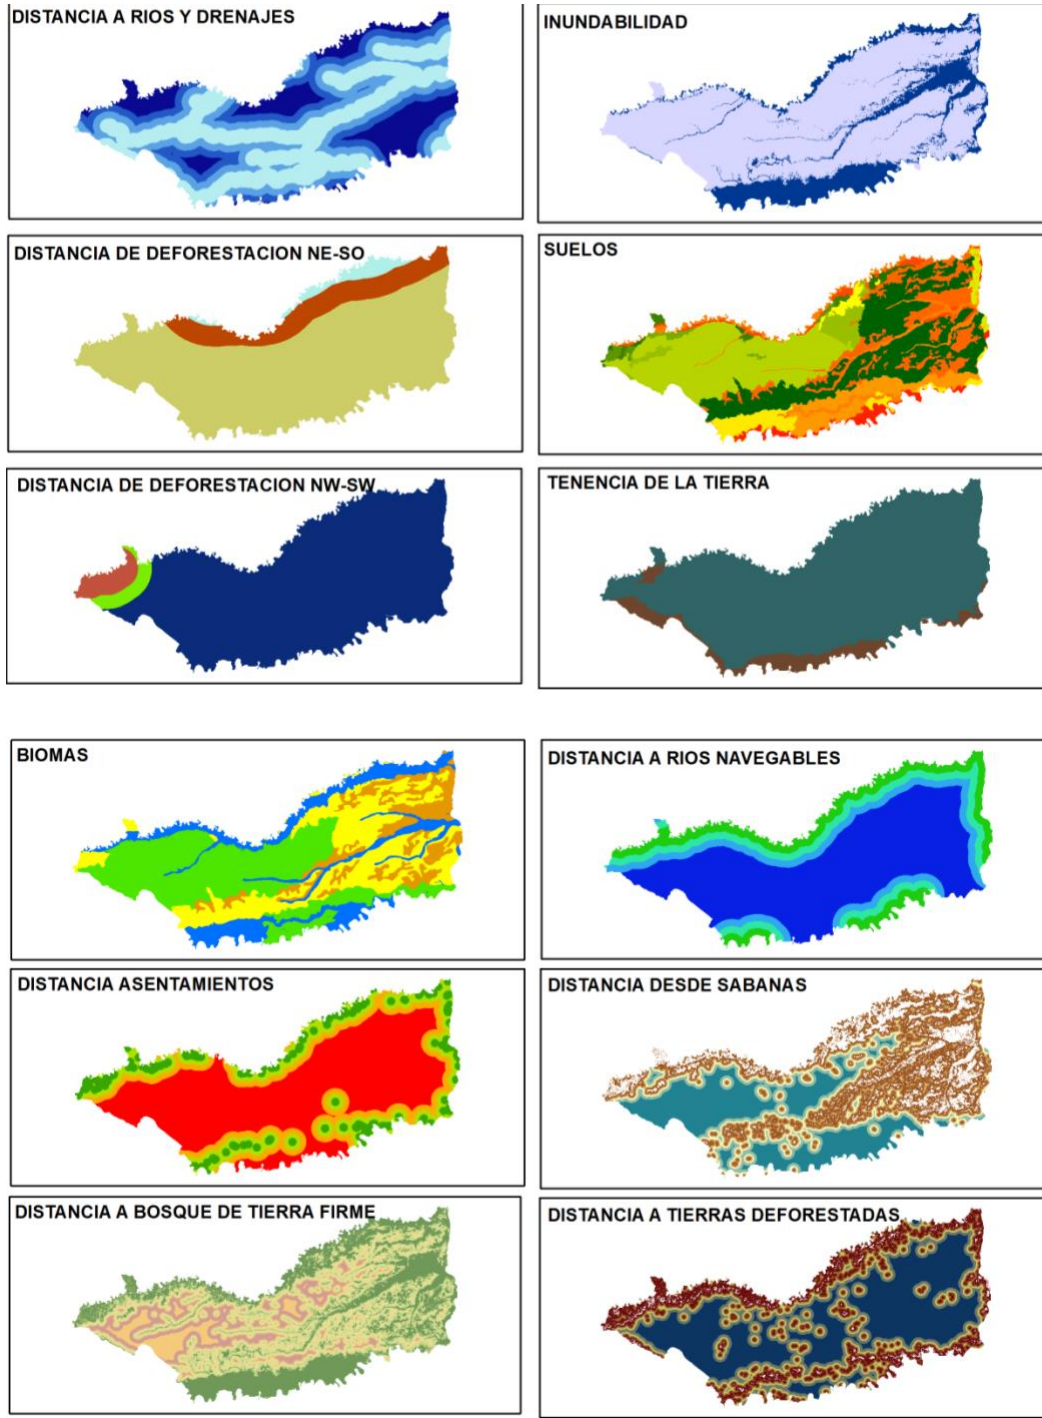 DISTANCIA A RIOS Y DRENAJES
INUNDABILIDAD
DISTANCIA DE DEFORESTACION NE-SO
SUELOS
DISTANCIA DE DEFORESTACION NW-SW
TENENCIA DE LA TIERRA
BIOMAS
DISTANCIA A RIOS NAVEGABLES
DISTANCIA ASENTAMIENTOS
DISTANCIA DESDE SABANAS
DISTANCIA A BOSQUE DE TIERRA FIRME
DISTANCIA A TIERRAS DEFORESTADAS